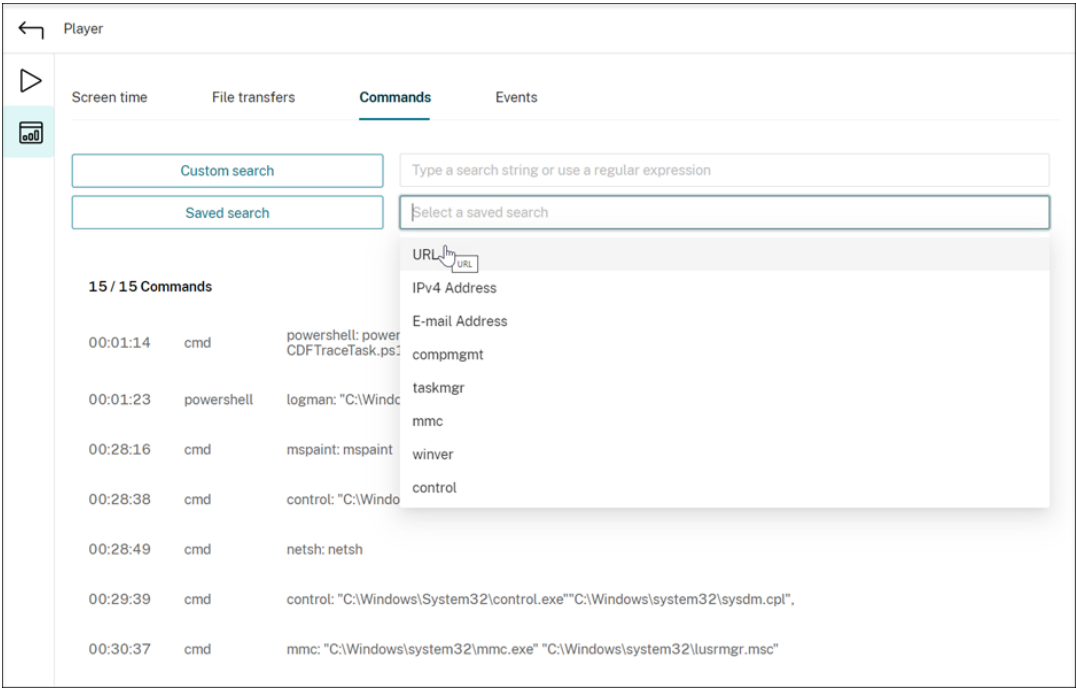 Player
Screen time File transfers Commands Events
Custom search Type a search string or use a regular expression
Saved search Select a saved search
URL
URL
IPv4 Address
E-mail Address
compmgmt
taskmgr
mmc
winver
control
15 / 15 Commands
00:01:14 cmd powershell: power
CDFTraceTask.ps1
00:01:23 powershell logman: "C:\Windo
00:28:16 cmd mspaint: mspaint
00:28:38 cmd control: "C:\Windo
00:28:49 cmd netsh: netsh
00:29:39 cmd control: "C:\Windows\System32\control.exe""C:\Windows\system32\sysdm.cpl",
00:30:37 cmd mmc: "C:\Windows\system32\mmc.exe" "C:\Windows\system32\lusrmgr.msc"